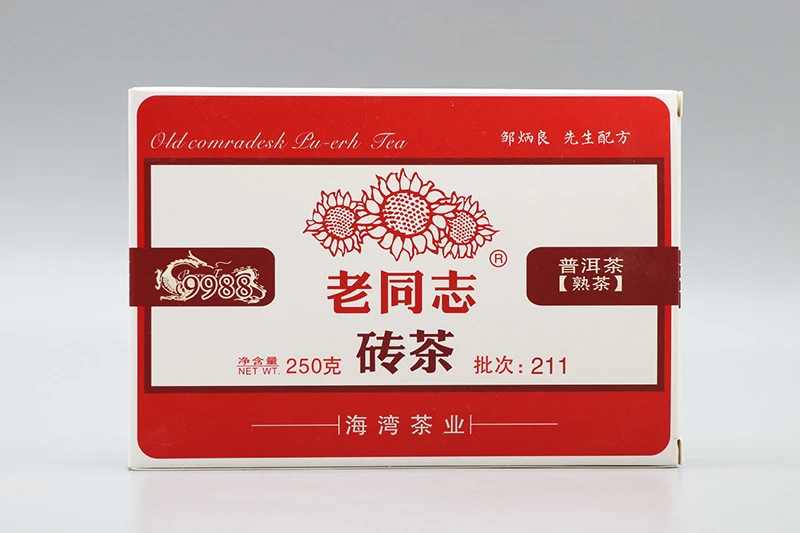 Old comradesk Pu-erh Tea
邹炳良 先生配方
®
9988
普洱茶
【熟茶】
老同志
砖茶
净含量
NET WT. 250克
批次：211
海湾茶业